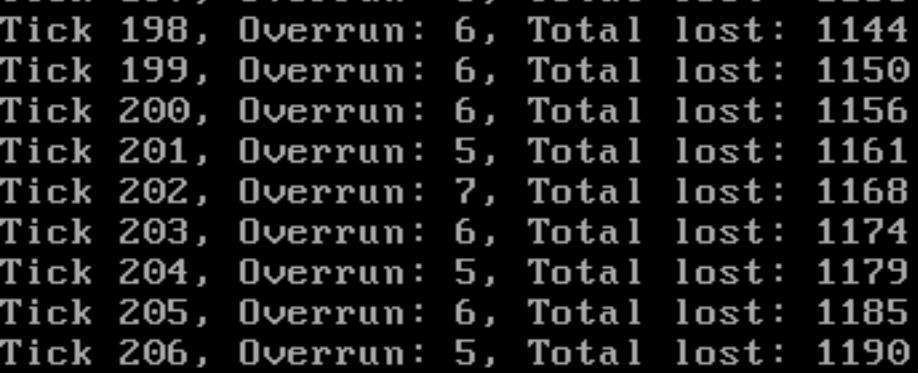 Tick 198, Overrun: 6, Total lost: 1144
Tick 199, Overrun: 6, Total lost: 1150
Tick 200, Overrun: 6, Total lost: 1156
Tick 201, Overrun: 5, Total lost: 1161
Tick 202, Overrun: 7, Total lost: 1168
Tick 203, Overrun: 6, Total lost: 1174
Tick 204, Overrun: 5, Total lost: 1179
Tick 205, Overrun: 6, Total lost: 1185
Tick 206, Overrun: 5, Total lost: 1190